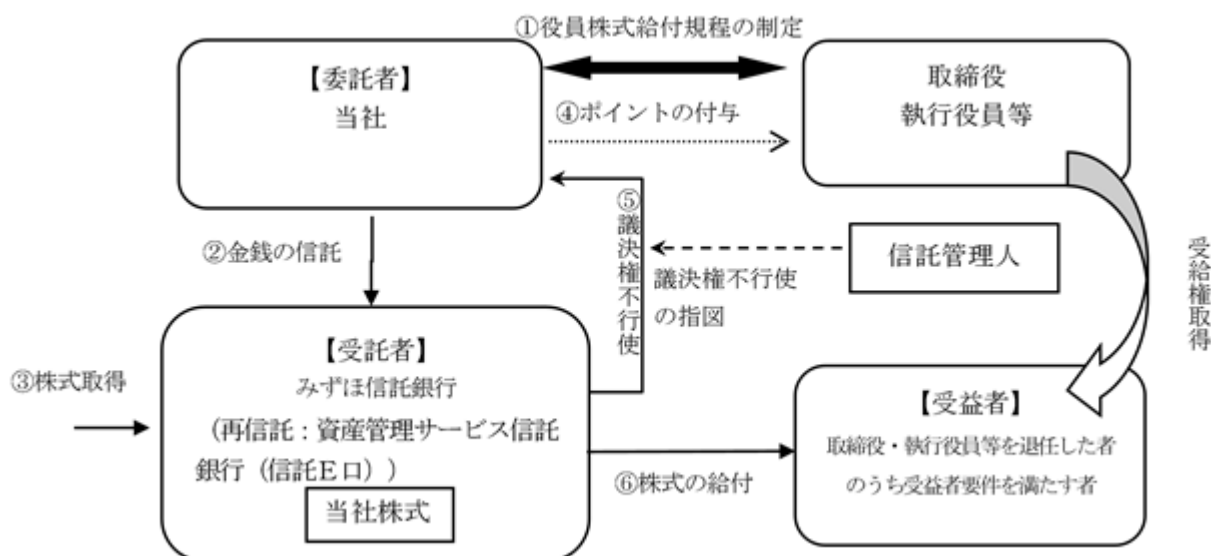 ①役員株式給付規程の制定
【委託者】
当社
取締役
執行役員等
④ポイントの付与
②金銭の信託
⑤議決権不行使
信託管理人
議決権不行使
の指図
受給権取得
【受託者】
みずほ信託銀行
（再信託：資産管理サービス信託
銀行（信託Ｅ口））
当社株式
③株式取得
⑥株式の給付
【受益者】
取締役・執行役員等を退任した者
のうち受益者要件を満たす者